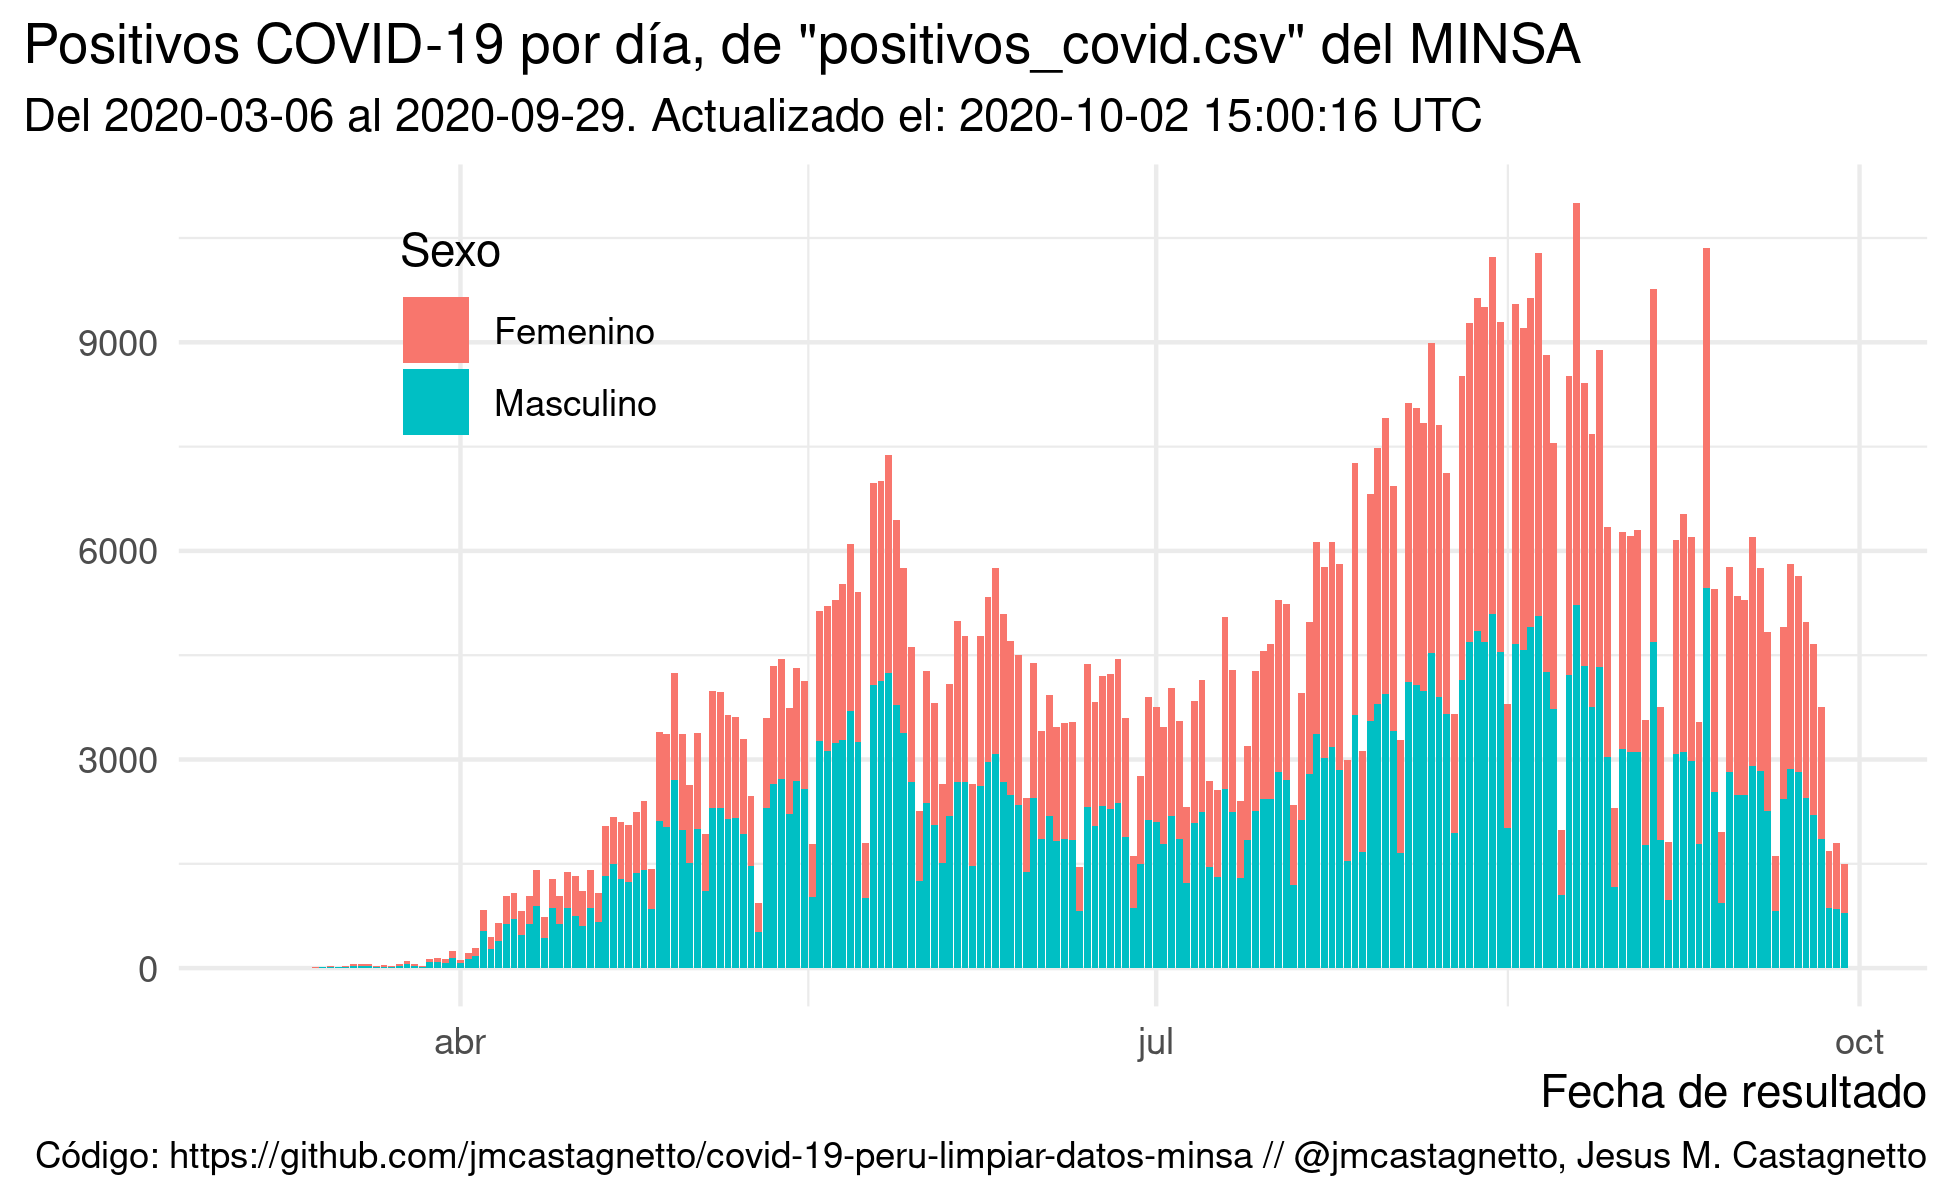 Positivos COVID-19 por día, de "positivos_covid.csv" del MINSA
Del 2020-03-06 al 2020-09-29. Actualizado el: 2020-10-02 15:00:16 UTC
Sexo
Femenino
Masculino
9000
6000
3000
0
abr jul oct
Fecha de resultado
Código: https://github.com/jmcastagnetto/covid-19-peru-limpiar-datos-minsa // @jmcastagnetto, Jesus M. Castagnetto